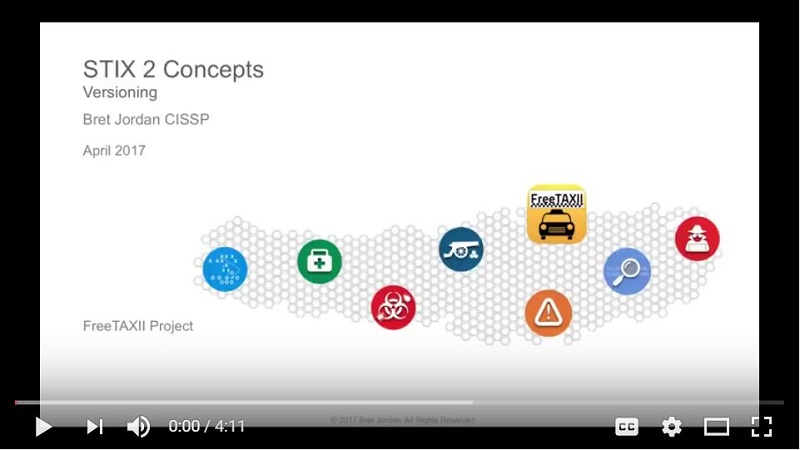 STIX 2 Concepts
Versioning
Bret Jordan CISSP
April 2017
FreeTAXII
FreeTAXII Project
© 2017 Bret Jordan. All Rights Reserved
0:00 / 4:11
CC